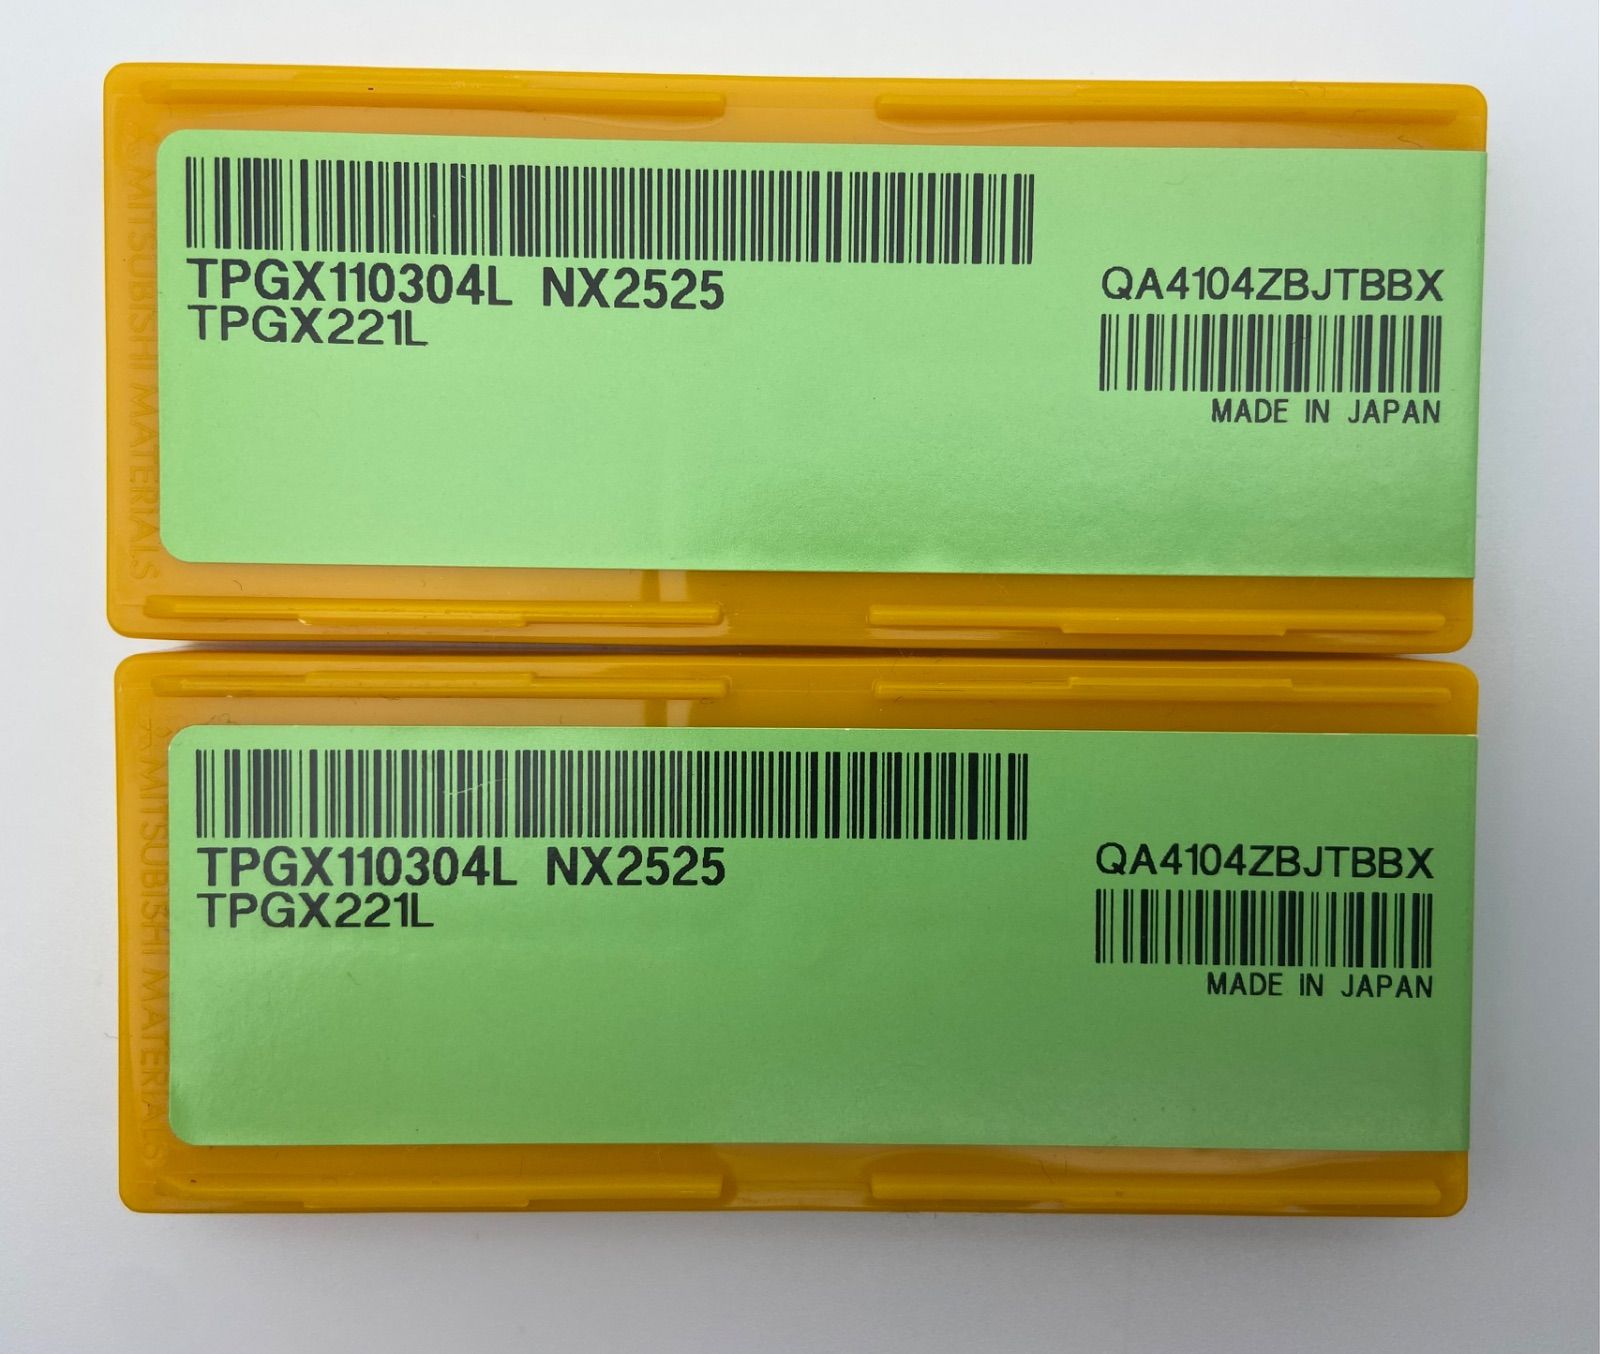 TPGX110304L NX2525
TPGX221L
QA4104ZBJTBBX
MADE IN JAPAN
MITSUBISHI MATERIALS
TPGX110304L NX2525
TPGX221L
QA4104ZBJTBBX
MADE IN JAPAN
MITSUBISHI MATERIALS